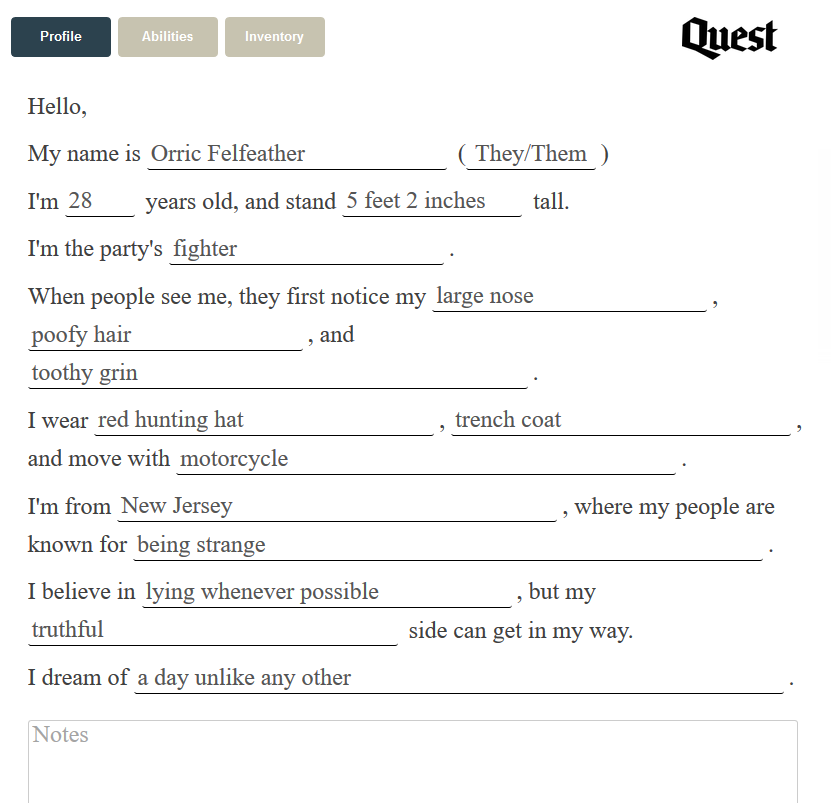 Profile Abilities Inventory Quest
Hello,
My name is Orric Felfeather ( They/Them )
I'm 28 years old, and stand 5 feet 2 inches tall.
I'm the party's fighter .
When people see me, they first notice my large nose ,
poofy hair , and
toothy grin .
I wear red hunting hat , trench coat ,
and move with motorcycle .
I'm from New Jersey , where my people are
known for being strange .
I believe in lying whenever possible , but my
truthful side can get in my way.
I dream of a day unlike any other .
Notes